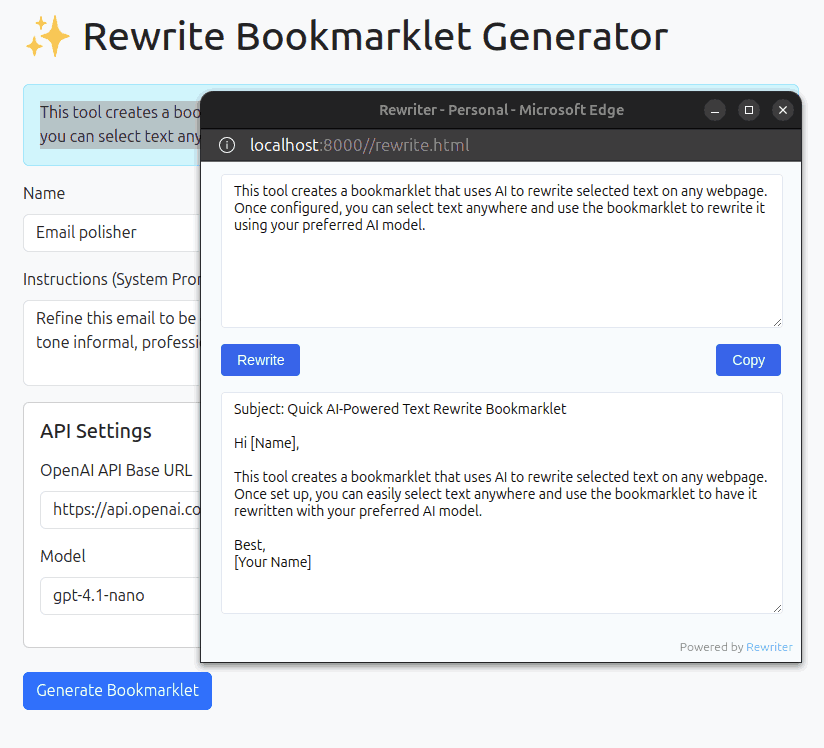 ✨ Rewrite Bookmarklet Generator
This tool creates a boo
you can select text any
Name
Email polisher
Instructions (System Pro
Refine this email to be
tone informal, professi
API Settings
OpenAI API Base URL
https://api.openai.co
Model
gpt-4.1-nano
Generate Bookmarklet
Rewriter - Personal - Microsoft Edge
localhost:8000//rewrite.html
This tool creates a bookmarklet that uses AI to rewrite selected text on any webpage.
Once configured, you can select text anywhere and use the bookmarklet to rewrite it
using your preferred AI model.
Rewrite
Copy
Subject: Quick AI-Powered Text Rewrite Bookmarklet
Hi [Name],
This tool creates a bookmarklet that uses AI to rewrite selected text on any webpage.
Once set up, you can easily select text anywhere and use the bookmarklet to have it
rewritten with your preferred AI model.
Best,
[Your Name]
Powered by Rewriter